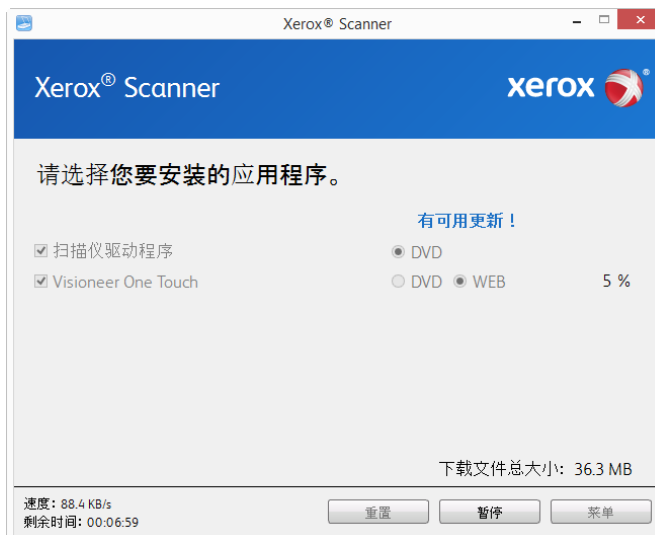 Xerox® Scanner
Xerox® Scanner
xerox®
请选择您要安装的应用程序。
有可用更新！
扫描仪驱动程序 DVD
Visioneer One Touch DVD WEB 5 %
下载文件总大小: 36.3 MB
速度: 88.4 KB/s 重置 暂停 菜单
剩余时间: 00:06:59